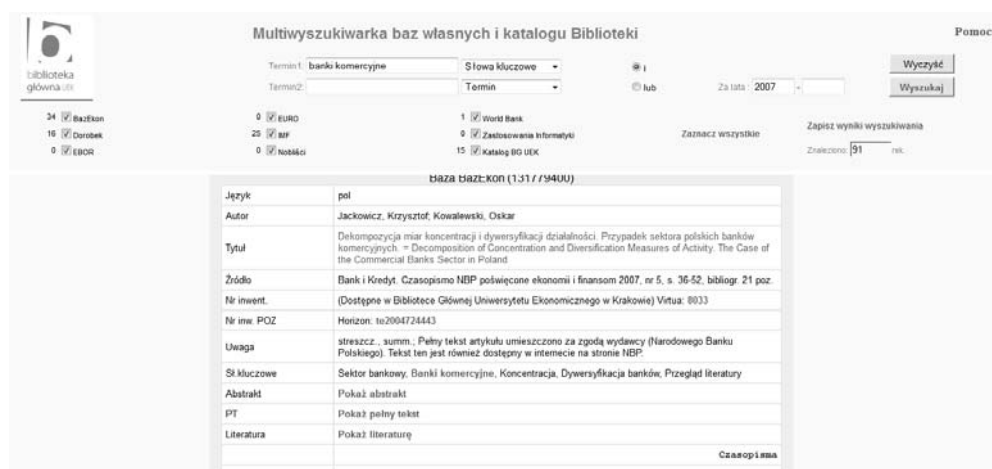 Multiwyszukiwarka baz własnych i katalogu Biblioteki
Pomoc
biblioteka
główna UEK
Termin1: banki komercyjne Słowa kluczowe i Wyczyść
Termin2: Termin lub Za lata: 2007 - Wyszukaj
34 BazEkon 0 EURO 1 World Bank
16 Dorobek 25 IMF 0 Zastosowania Informatyki Zaznacz wszystkie Zapisz wyniki wyszukiwania
0 EBOR 0 Nobliści 15 Katalog BG UEK Znaleziono: 91 rek.
Baza BazEkon (131779400)
Język pol
Autor Jackowicz, Krzysztof; Kowalewski, Oskar
Tytuł Dekompozycja miar koncentracji i dywersyfikacji działalności. Przypadek sektora polskich banków
komercyjnych. = Decomposition of Concentration and Diversification Measures of Activity. The Case of
the Commercial Banks Sector in Poland
Źródło Bank i Kredyt. Czasopismo NBP poświęcone ekonomii i finansom 2007, nr 5, s. 36-52, bibliogr. 21 poz.
Nr inwent. (Dostępne w Bibliotece Głównej Uniwersytetu Ekonomicznego w Krakowie) Virtua: 8033
Nr inw. POZ Horizon: to2004724443
Uwaga streszcz., summ.; Pełny tekst artykułu umieszczono za zgodą wydawcy (Narodowego Banku
Polskiego). Tekst ten jest również dostępny w internecie na stronie NBP.
Sł.kluczowe Sektor bankowy, Banki komercyjne, Koncentracja, Dywersyfikacja banków, Przegląd literatury
Abstrakt Pokaż abstrakt
PT Pokaż pełny tekst
Literatura Pokaż literaturę
Czasopisma